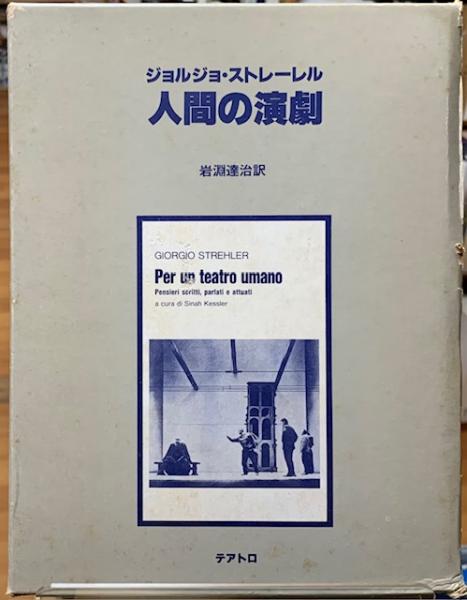 ジョルジョ・ストレーレル
人間の演劇
岩淵達治訳
GIORGIO STREHLER
Per un teatro umano
Pensieri scritti, parlati e attuati
a cura di Sinah Kessler
テアトロ